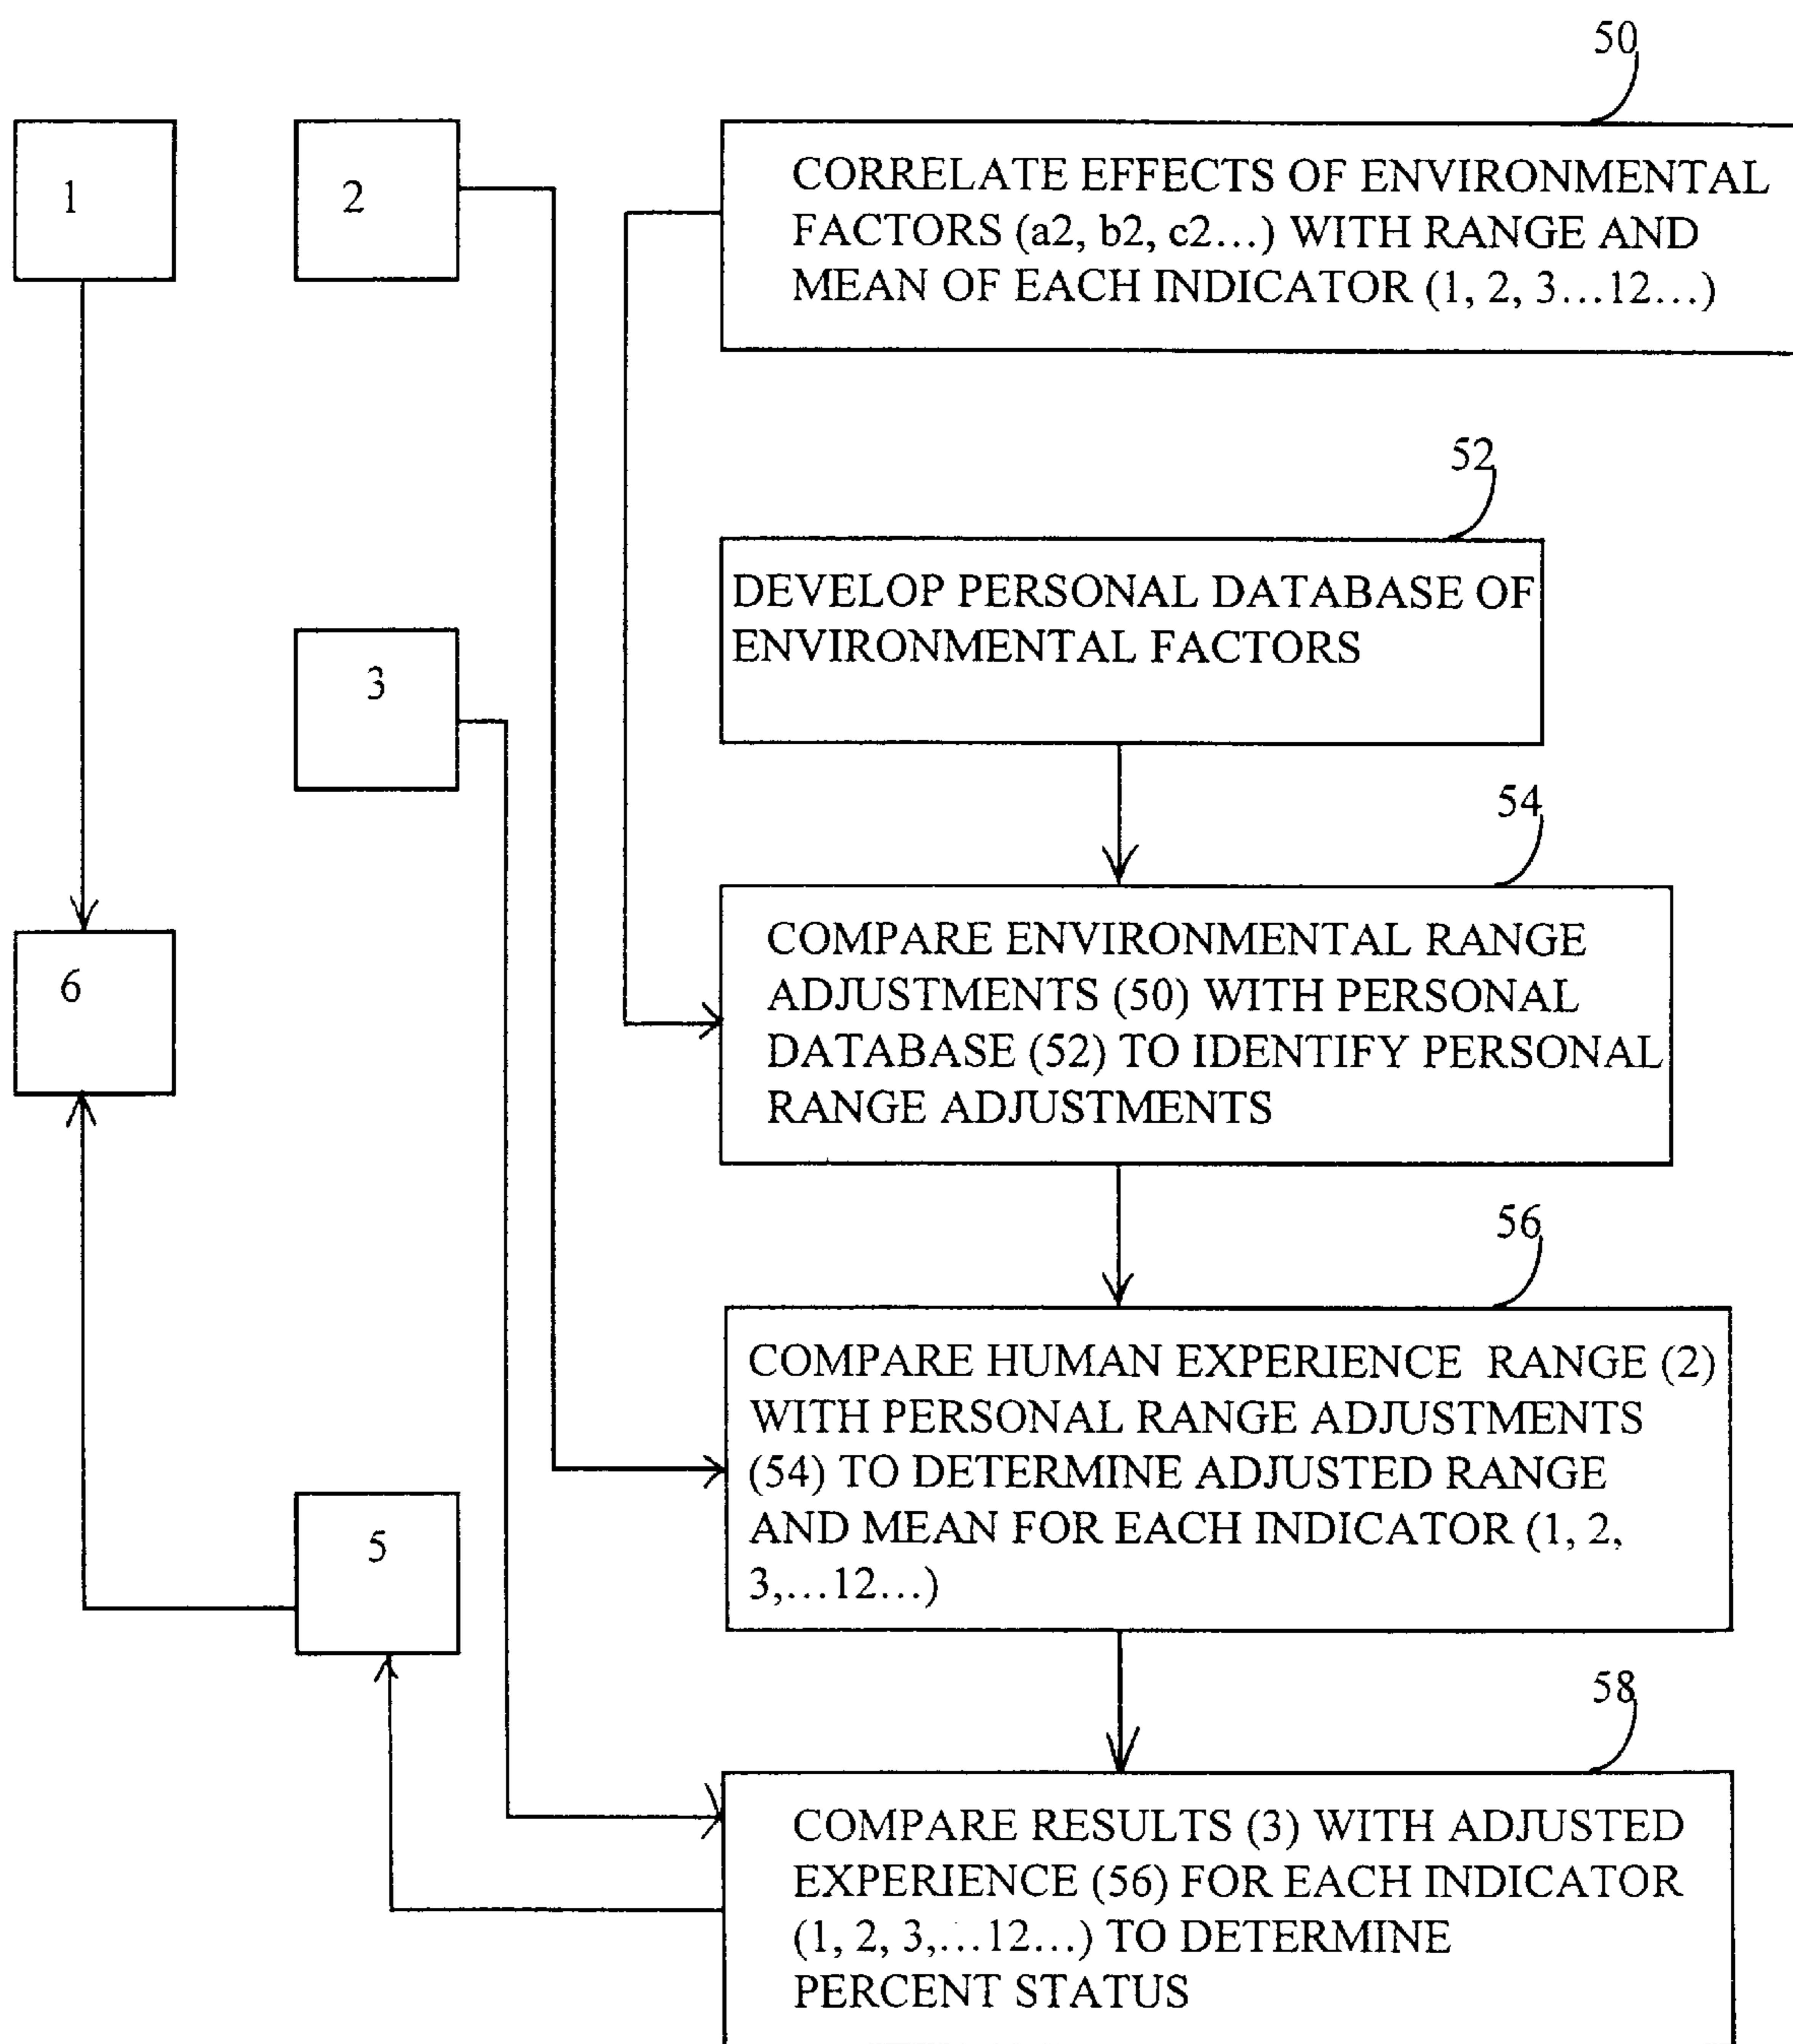 50
1
2
CORRELATE EFFECTS OF ENVIRONMENTAL
FACTORS (a2, b2, c2...) WITH RANGE AND
MEAN OF EACH INDICATOR (1, 2, 3...12...)
52
DEVELOP PERSONAL DATABASE OF
ENVIRONMENTAL FACTORS
3
54
COMPARE ENVIRONMENTAL RANGE
ADJUSTMENTS (50) WITH PERSONAL
DATABASE (52) TO IDENTIFY PERSONAL
RANGE ADJUSTMENTS
6
56
COMPARE HUMAN EXPERIENCE RANGE (2)
WITH PERSONAL RANGE ADJUSTMENTS
(54) TO DETERMINE ADJUSTED RANGE
AND MEAN FOR EACH INDICATOR (1, 2,
3,...12...)
5
58
COMPARE RESULTS (3) WITH ADJUSTED
EXPERIENCE (56) FOR EACH INDICATOR
(1, 2, 3,...12...) TO DETERMINE
PERCENT STATUS